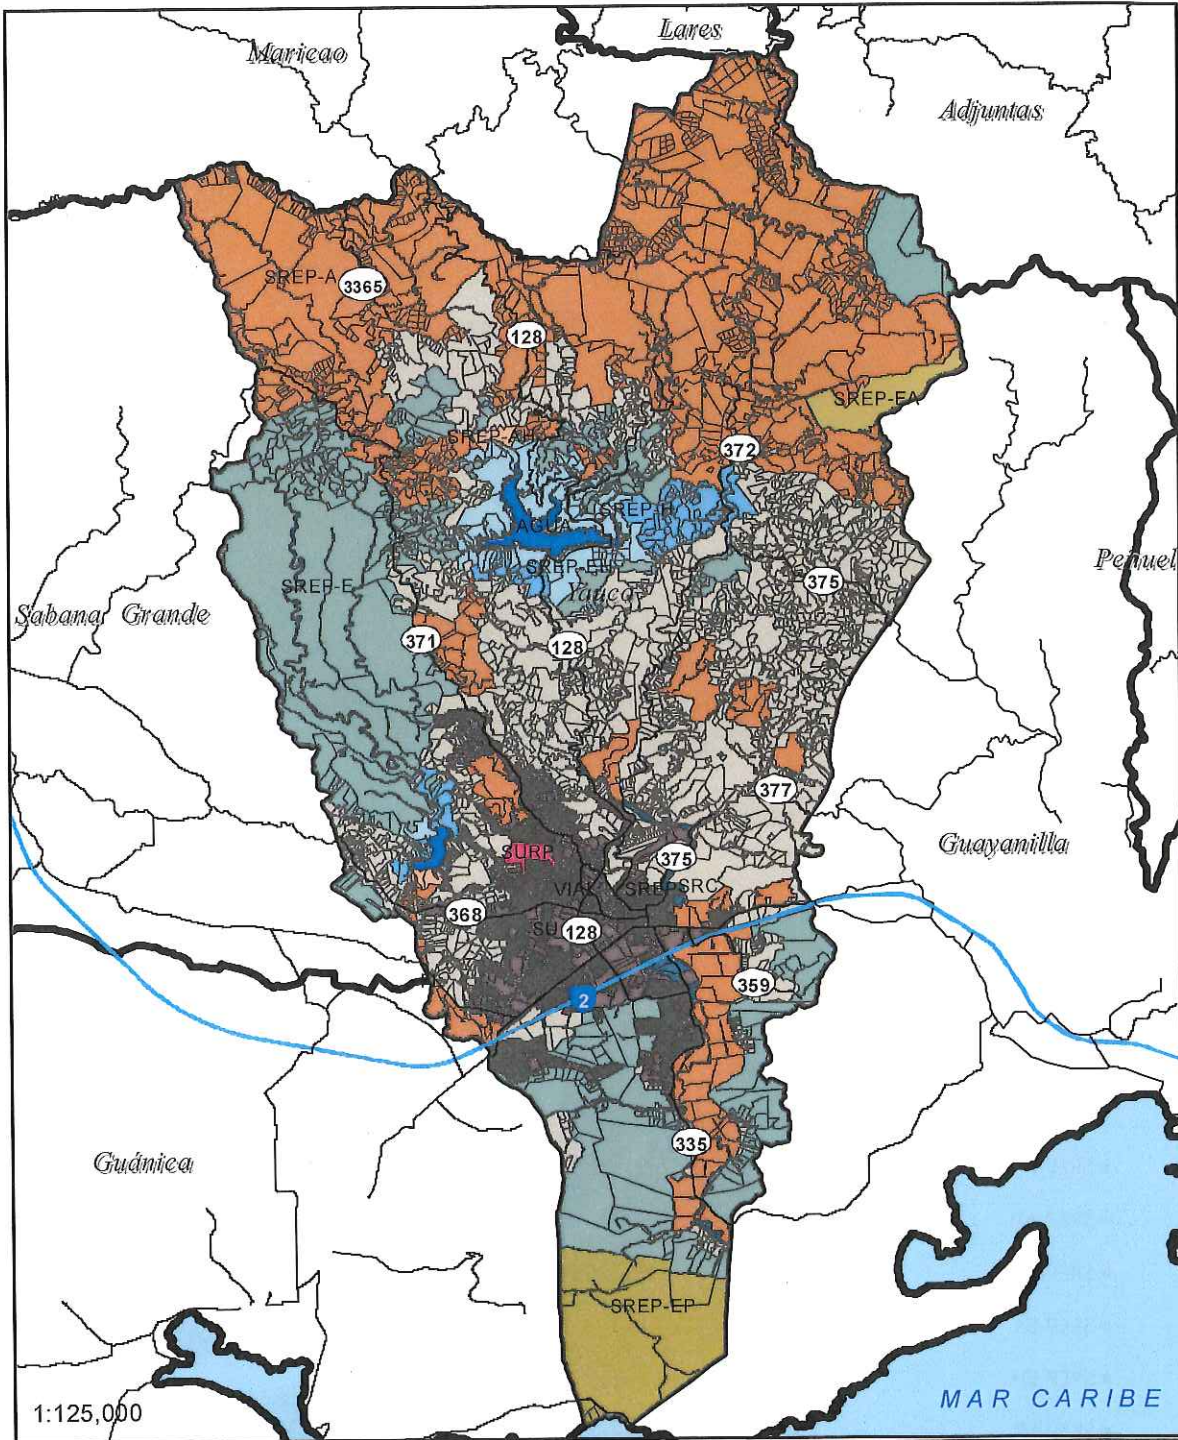 Lares
Maricao
Adjuntas
SREP-A
3365
128
SREP-EA
SREP-AH
372
AGUA
SREP-H
SREP-EH
Peñuel
SREP-E
Yauco
375
Sabana Grande
371
128
377
Guayanilla
SURP
375
VIAL
SREP
SRC
368
SU
128
359
2
335
Guánica
SREP-EP
MAR CARIBE
1:125,000